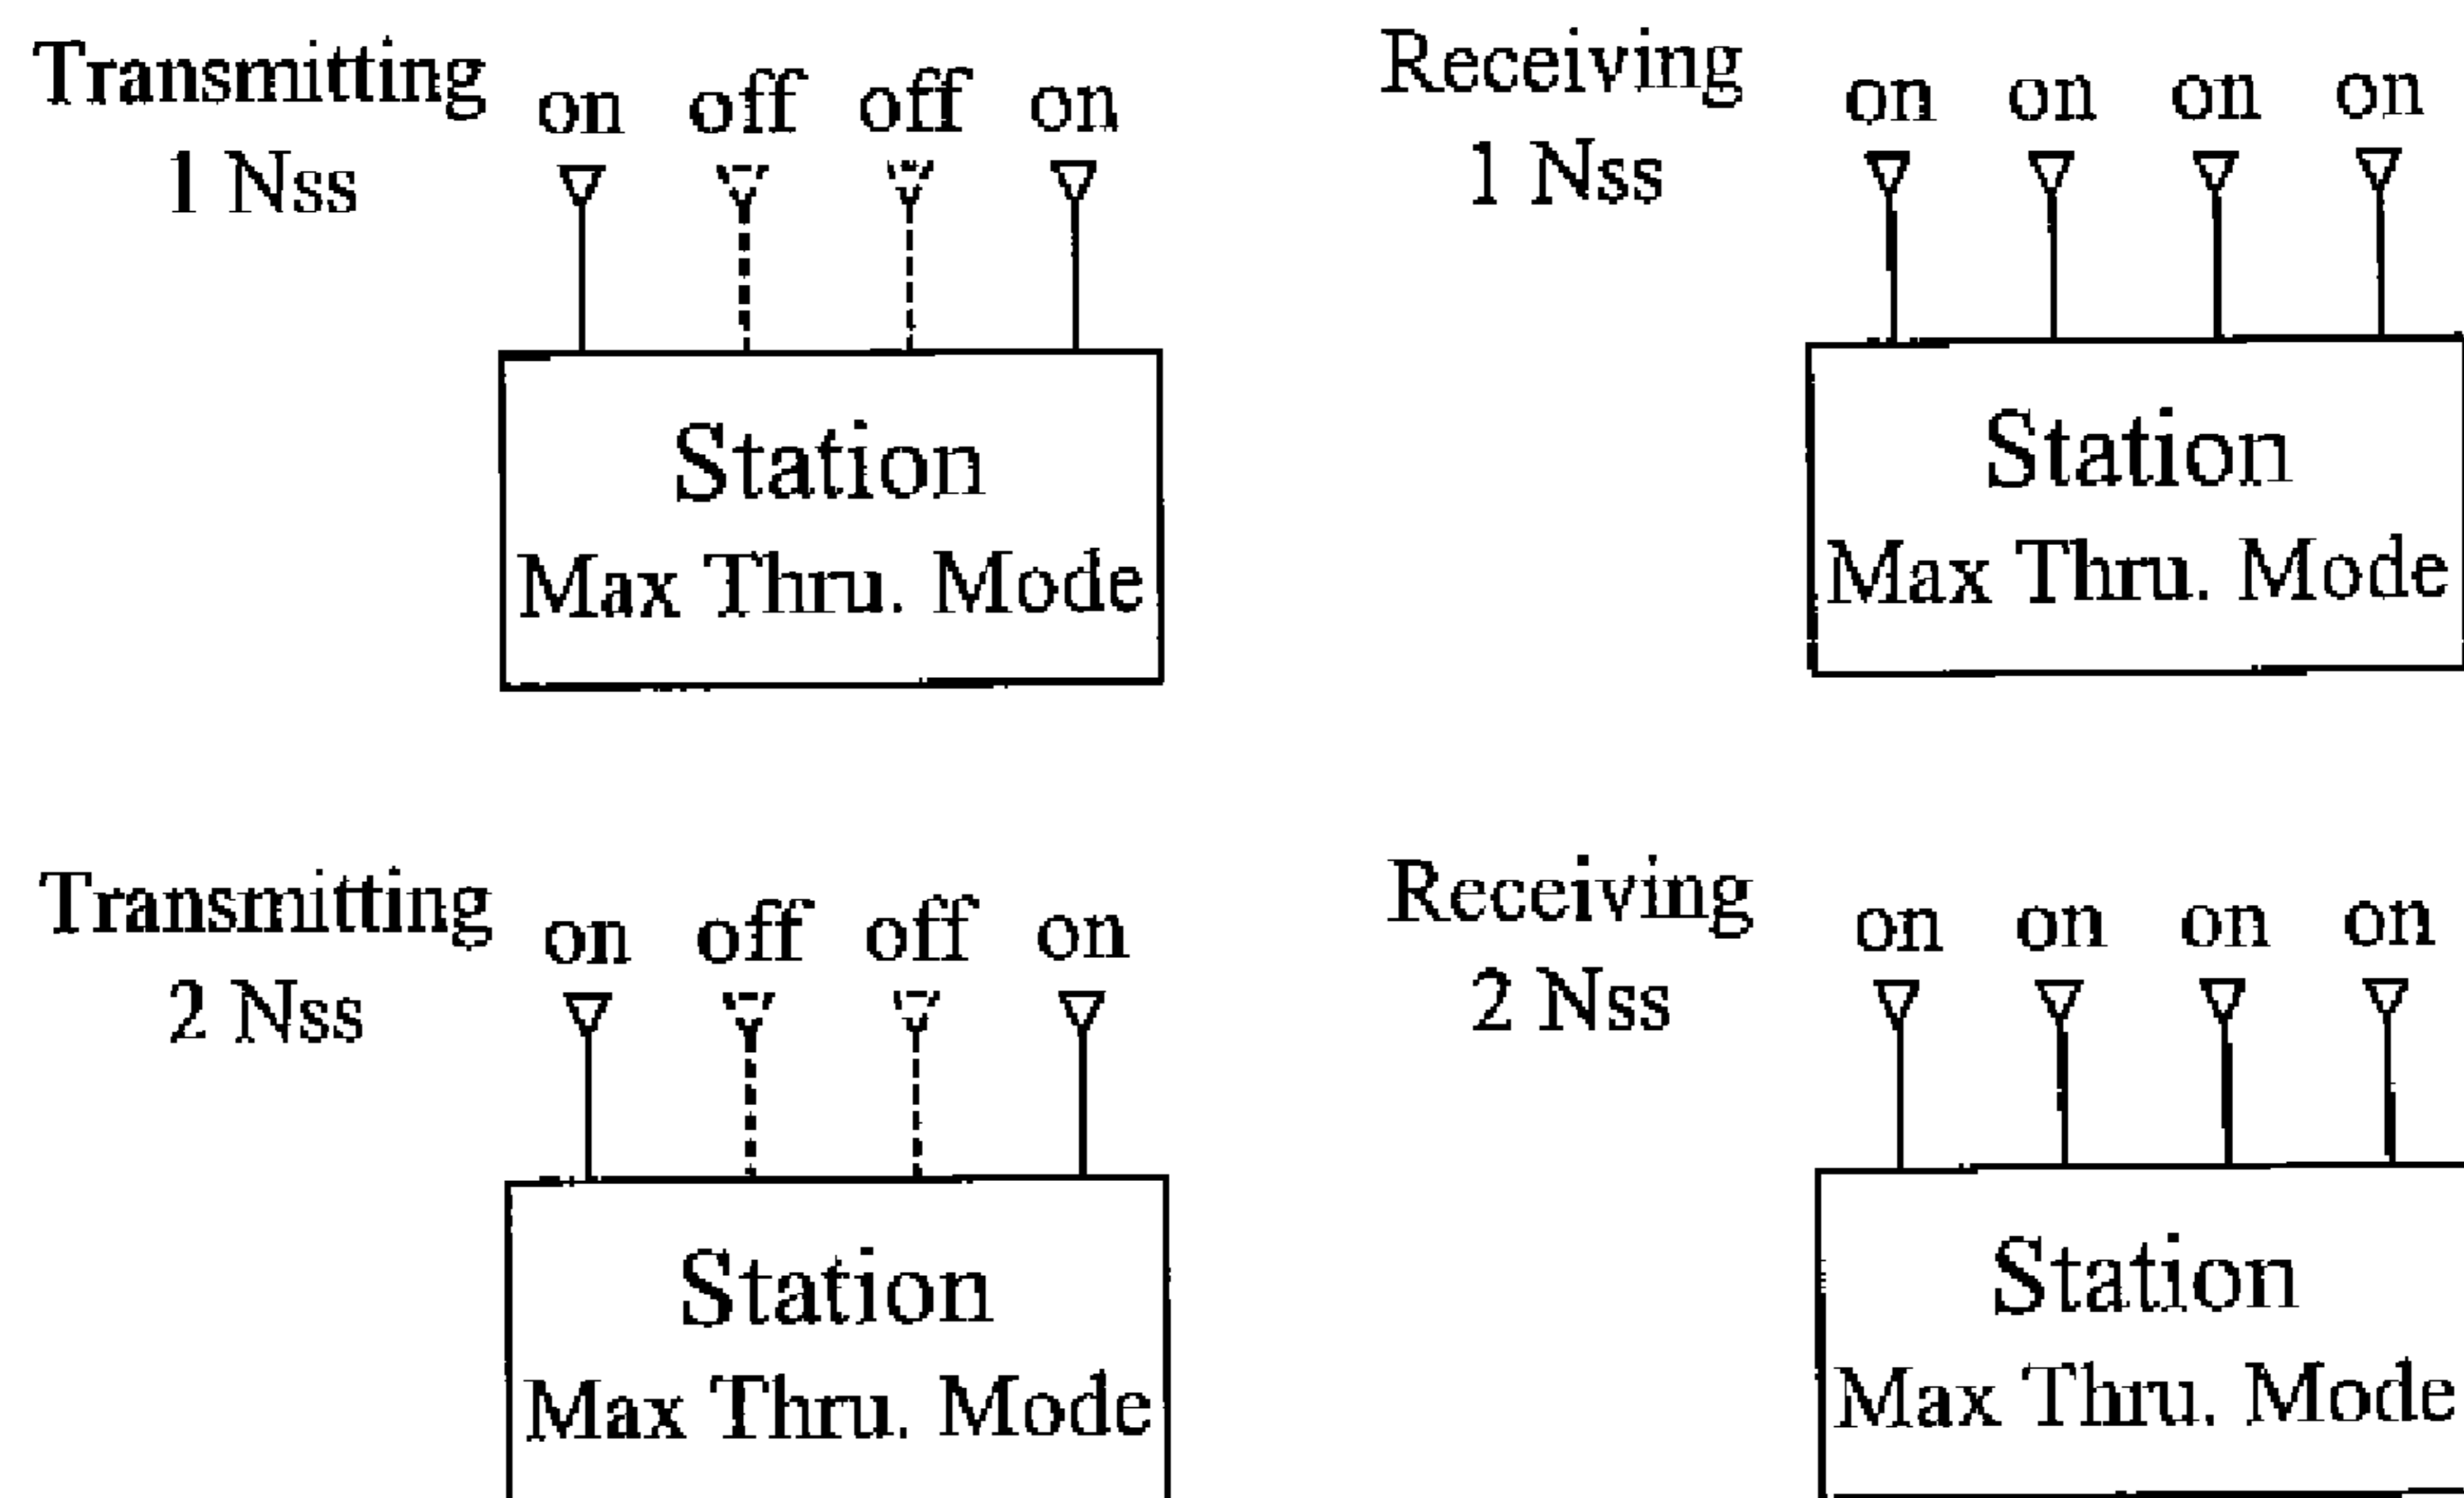 Transmitting
1 Nss
on off off on
Station
Max Thru. Mode
Receiving
1 Nss
on on on on
Station
Max Thru. Mode
Transmitting
2 Nss
on off off on
Station
Max Thru. Mode
Receiving
2 Nss
on on on on
Station
Max Thru. Mode